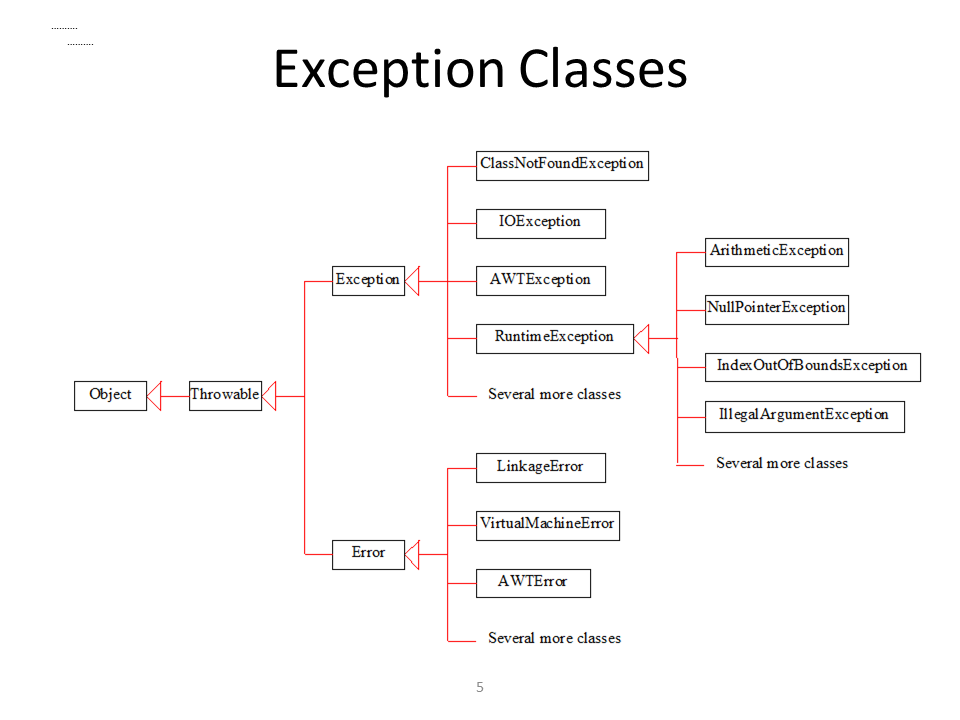 ..........
..........
Exception Classes
ClassNotFoundException
IOException
ArithmeticException
Exception
AWTException
NullPointerException
RuntimeException
IndexOutOfBoundsException
Object
Throwable
Several more classes
IllegalArgumentException
LinkageError
Several more classes
VirtualMachineError
Error
AWTError
Several more classes
5